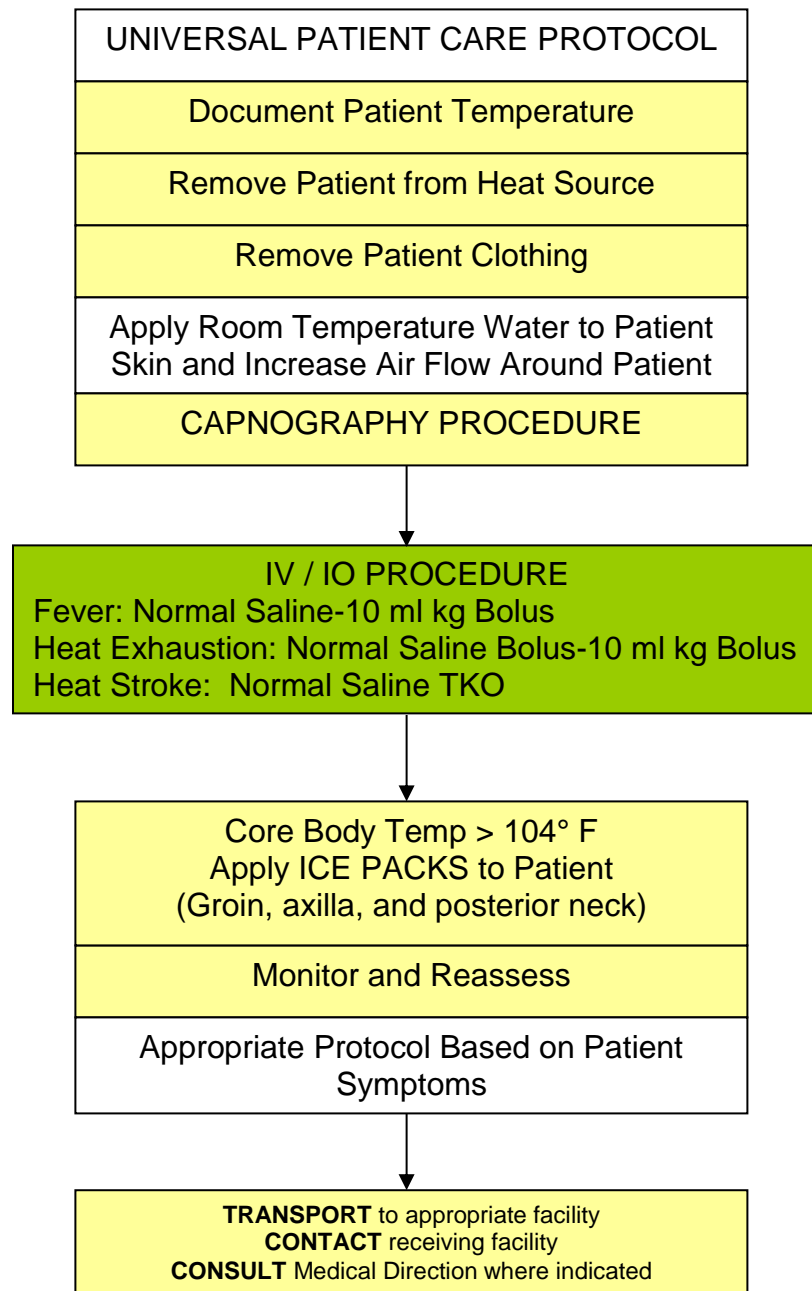 UNIVERSAL PATIENT CARE PROTOCOL
Document Patient Temperature
Remove Patient from Heat Source
Remove Patient Clothing
Apply Room Temperature Water to Patient
Skin and Increase Air Flow Around Patient
CAPNOGRAPHY PROCEDURE
IV / IO PROCEDURE
Fever: Normal Saline-10 ml kg Bolus
Heat Exhaustion: Normal Saline Bolus-10 ml kg Bolus
Heat Stroke:  Normal Saline TKO
Core Body Temp > 104° F
Apply ICE PACKS to Patient
(Groin, axilla, and posterior neck)
Monitor and Reassess
Appropriate Protocol Based on Patient
Symptoms
TRANSPORT to appropriate facility
CONTACT receiving facility
CONSULT Medical Direction where indicated